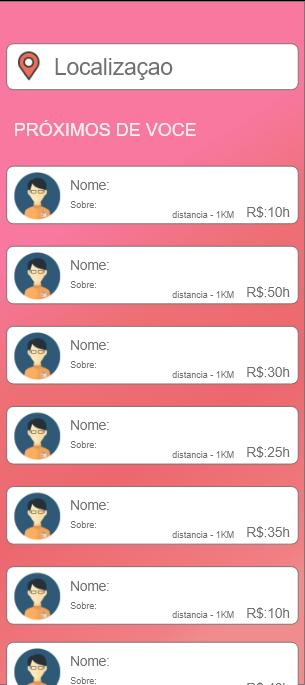 Localizaçao
PRÓXIMOS DE VOCE
Nome:
Sobre:
distancia - 1KM R$:10h
Nome:
Sobre:
distancia - 1KM R$:50h
Nome:
Sobre:
distancia - 1KM R$:30h
Nome:
Sobre:
distancia - 1KM R$:25h
Nome:
Sobre:
distancia - 1KM R$:35h
Nome:
Sobre:
distancia - 1KM R$:10h
Nome:
Sobre: